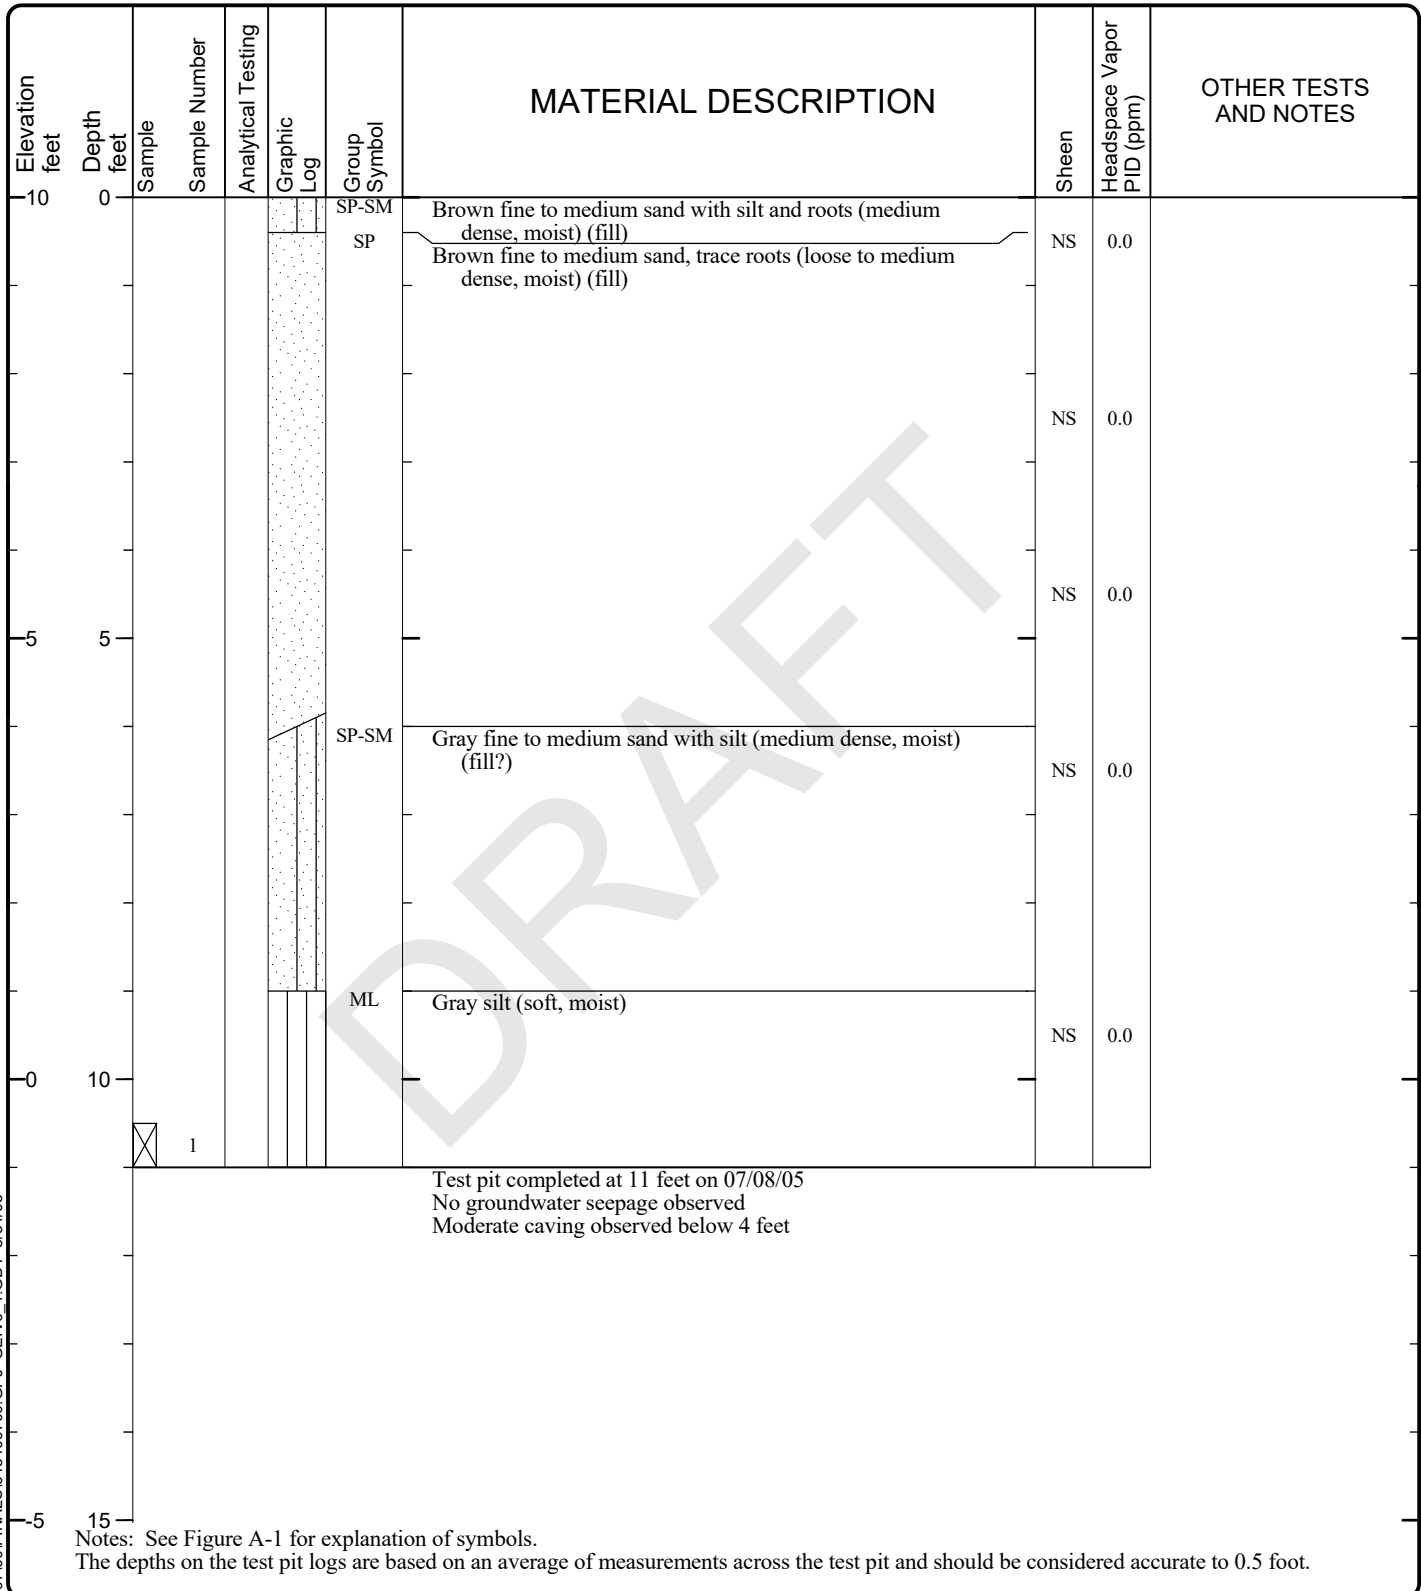 Elevation
feet
Depth
feet
Sample
Sample Number
Analytical Testing
Graphic
Log
Group
Symbol
MATERIAL DESCRIPTION
Sheen
Headspace Vapor
PID (ppm)
OTHER TESTS
AND NOTES
10 0
SP-SM Brown fine to medium sand with silt and roots (medium
dense, moist) (fill)
SP NS 0.0
Brown fine to medium sand, trace roots (loose to medium
dense, moist) (fill)
NS 0.0
NS 0.0
5 5
SP-SM Gray fine to medium sand with silt (medium dense, moist)
(fill?)
NS 0.0
ML Gray silt (soft, moist)
NS 0.0
0 10
1
Test pit completed at 11 feet on 07/08/05
No groundwater seepage observed
Moderate caving observed below 4 feet
-5 15
Notes: See Figure A-1 for explanation of symbols.
The depths on the test pit logs are based on an average of measurements across the test pit and should be considered accurate to 0.5 foot.
DRAFT